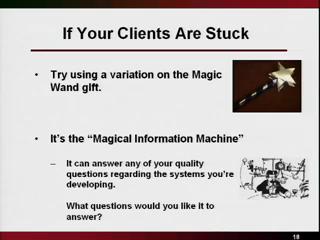 If Your Clients Are Stuck
• Try using a variation on the Magic
Wand gift.
• It's the "Magical Information Machine"
– It can answer any of your quality
questions regarding the systems you're
developing.
What questions would you like it to
answer?
18